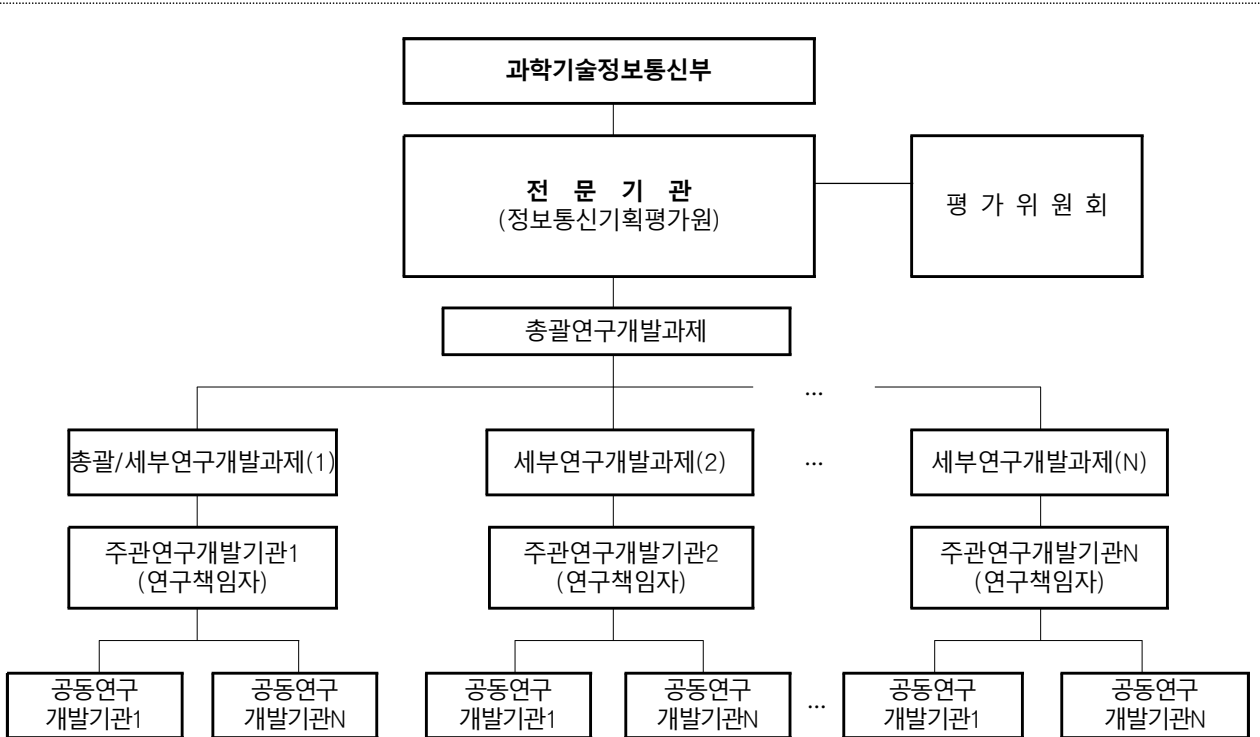 과학기술정보통신부
전 문 기 관
(정보통신기획평가원)
평 가 위 원 회
총괄연구개발과제
...
총괄/세부연구개발과제(1)
세부연구개발과제(2)
...
세부연구개발과제(N)
주관연구개발기관1
(연구책임자)
주관연구개발기관2
(연구책임자)
주관연구개발기관N
(연구책임자)
공동연구
개발기관1
공동연구
개발기관N
공동연구
개발기관1
공동연구
개발기관N
...
공동연구
개발기관1
공동연구
개발기관N